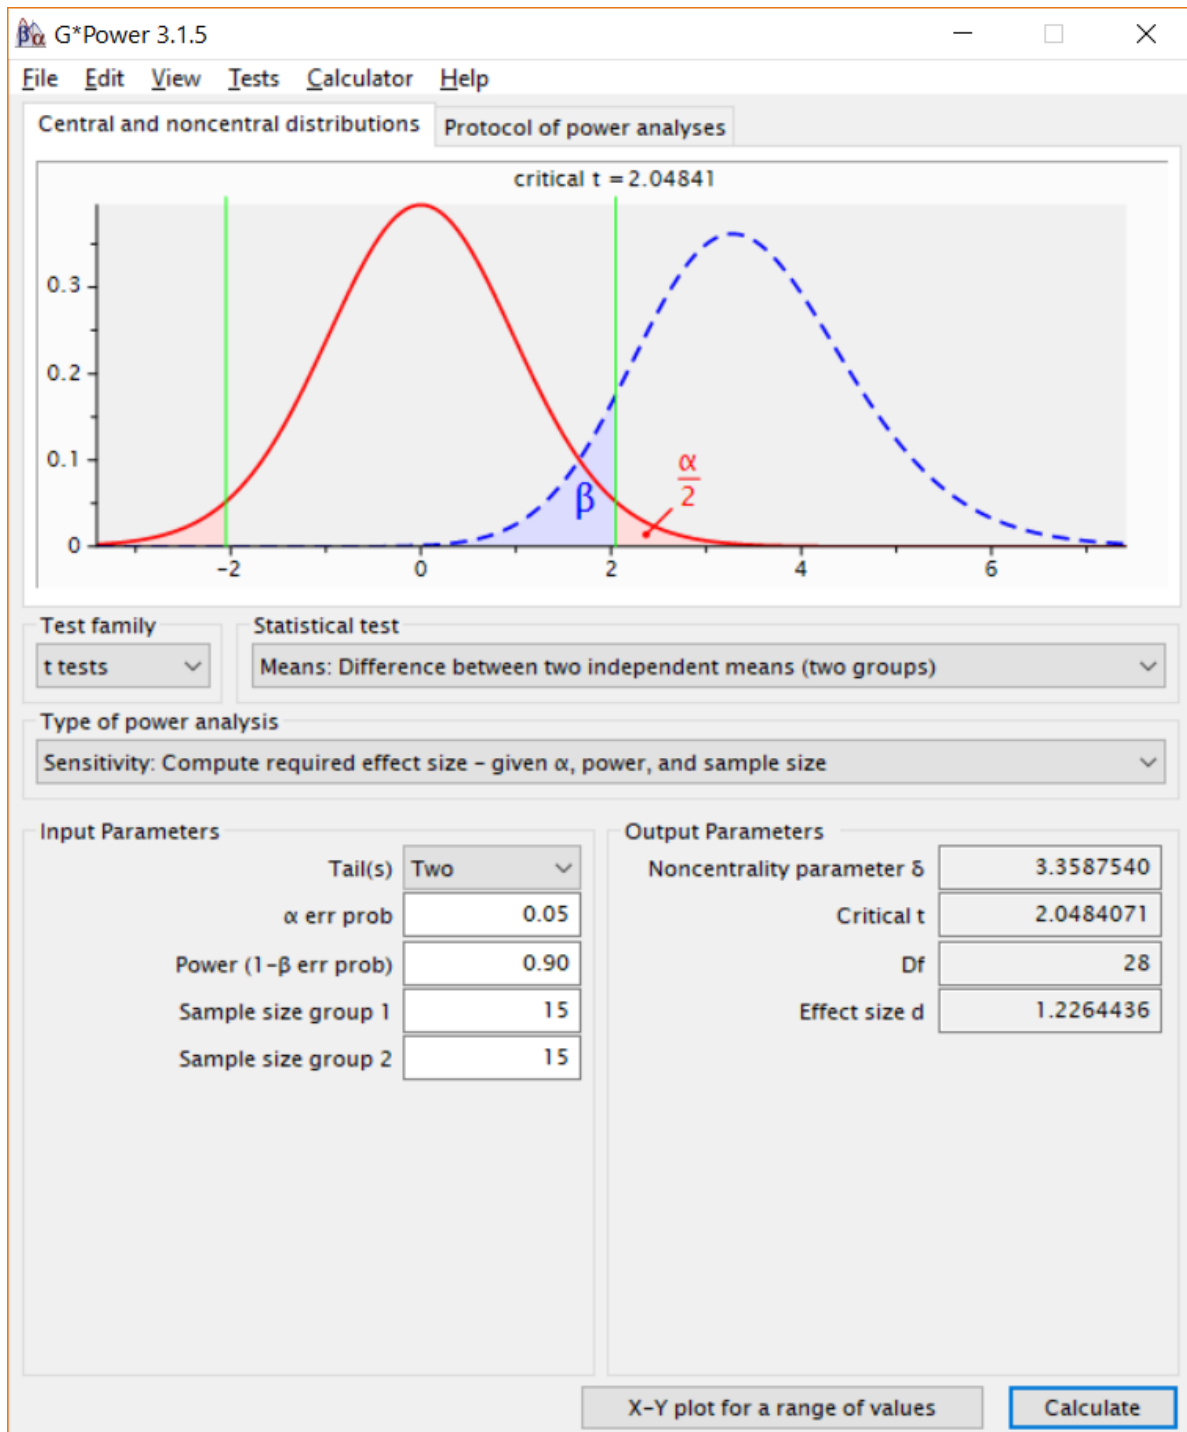 G*Power 3.1.5
File Edit View Tests Calculator Help
Central and noncentral distributions Protocol of power analyses
critical t = 2.04841
0.3
0.2
0.1
0
β
α
2
-2 0 2 4 6
Test family Statistical test
t tests Means: Difference between two independent means (two groups)
Type of power analysis
Sensitivity: Compute required effect size – given α, power, and sample size
Input Parameters
Tail(s) Two
α err prob 0.05
Power (1-β err prob) 0.90
Sample size group 1 15
Sample size group 2 15
Output Parameters
Noncentrality parameter δ 3.3587540
Critical t 2.0484071
Df 28
Effect size d 1.2264436
X-Y plot for a range of values Calculate